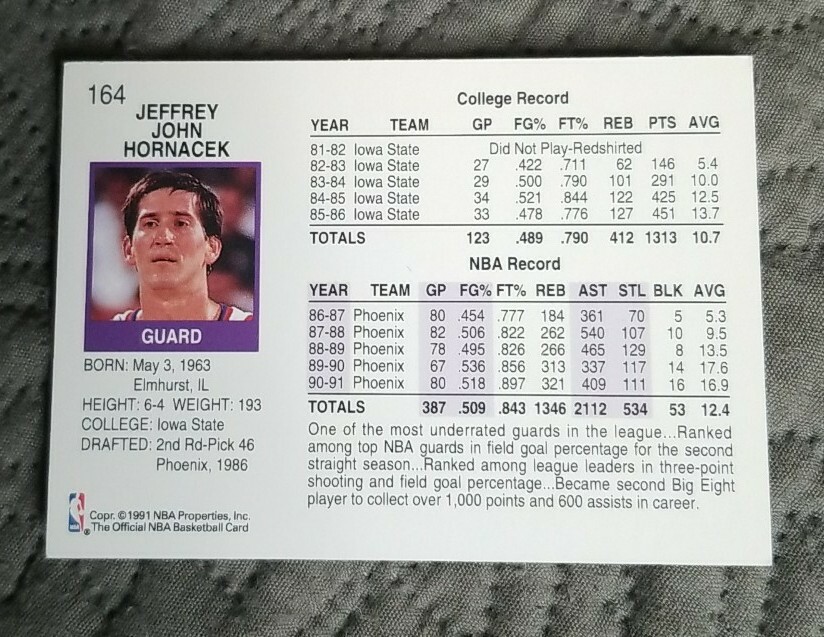 164
JEFFREY
JOHN
HORNACEK
GUARD
BORN: May 3, 1963
Elmhurst, IL
HEIGHT: 6-4 WEIGHT: 193
COLLEGE: Iowa State
DRAFTED: 2nd Rd-Pick 46
Phoenix, 1986
NBA
Copr. ©1991 NBA Properties, Inc.
® The Official NBA Basketball Card
College Record
YEAR TEAM GP FG% FT% REB PTS AVG
81-82 Iowa State Did Not Play-Redshirted
82-83 Iowa State 27 .422 .711 62 146 5.4
83-84 Iowa State 29 .500 .790 101 291 10.0
84-85 Iowa State 34 .521 .844 122 425 12.5
85-86 Iowa State 33 .478 .776 127 451 13.7
TOTALS 123 .489 .790 412 1313 10.7
NBA Record
YEAR TEAM GP FG% FT% REB AST STL BLK AVG
86-87 Phoenix 80 .454 .777 184 361 70 5 5.3
87-88 Phoenix 82 .506 .822 262 540 107 10 9.5
88-89 Phoenix 78 .495 .826 266 465 129 8 13.5
89-90 Phoenix 67 .536 .856 313 337 117 14 17.6
90-91 Phoenix 80 .518 .897 321 409 111 16 16.9
TOTALS 387 .509 .843 1346 2112 534 53 12.4
One of the most underrated guards in the league...Ranked
among top NBA guards in field goal percentage for the second
straight season...Ranked among league leaders in three-point
shooting and field goal percentage...Became second Big Eight
player to collect over 1,000 points and 600 assists in career.